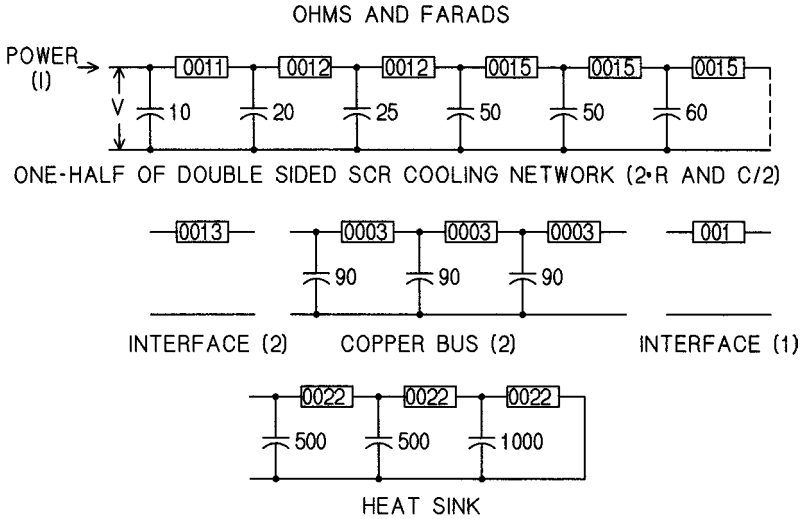 OHMS AND FARADS
POWER
(I)
0011 0012 0012 0015 0015 0015
V
10 20 25 50 50 60
ONE-HALF OF DOUBLE SIDED SCR COOLING NETWORK (2•R AND C/2)
0013 0003 0003 0003 001
90 90 90
INTERFACE (2) COPPER BUS (2) INTERFACE (1)
0022 0022 0022
500 500 1000
HEAT SINK